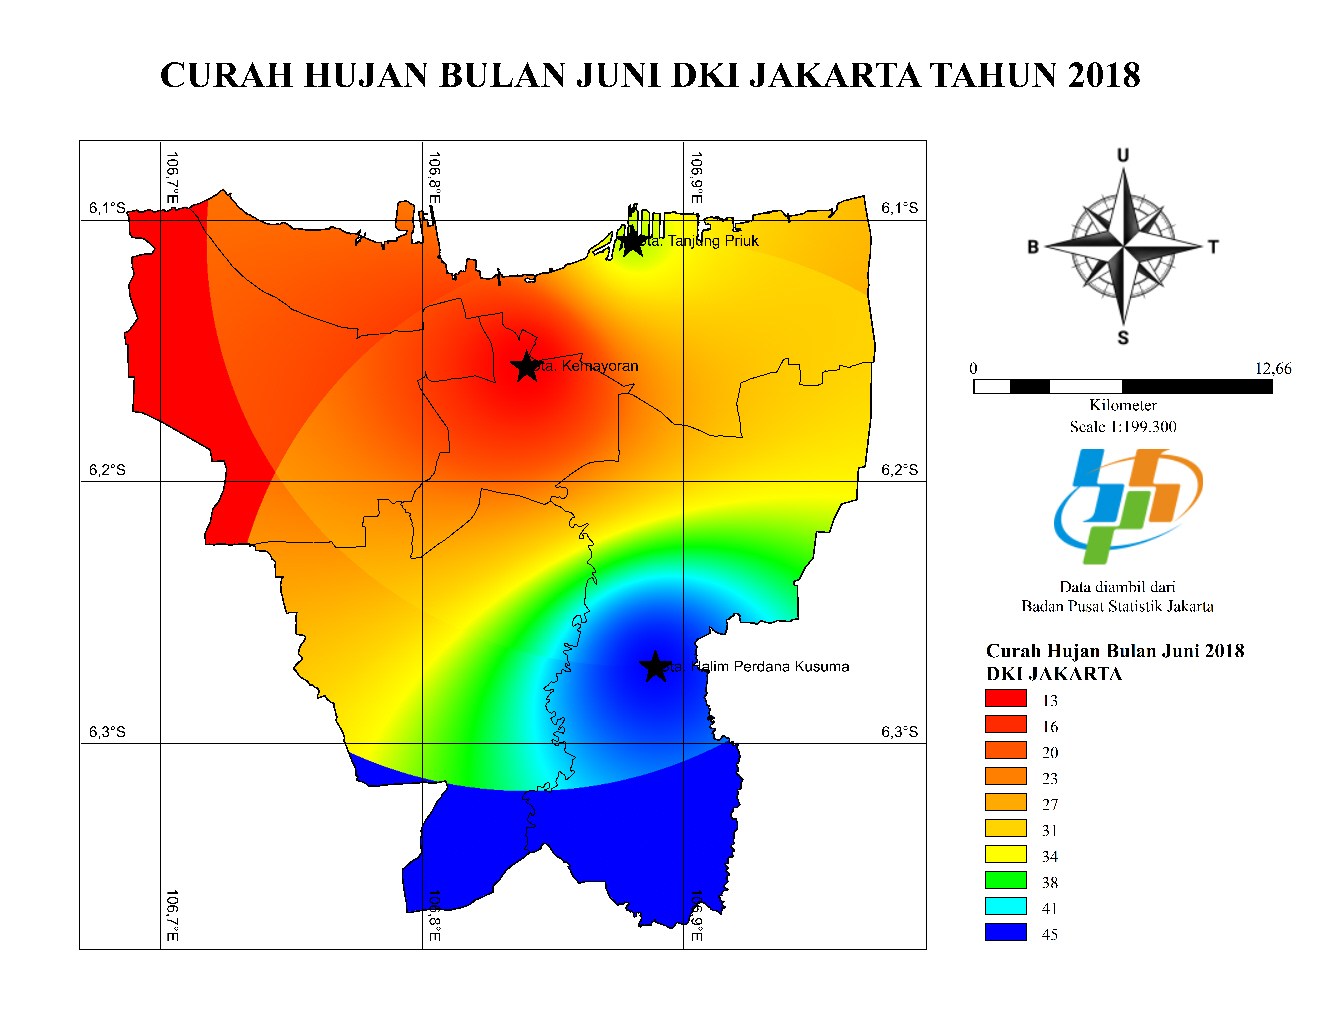 CURAH HUJAN BULAN JUNI DKI JAKARTA TAHUN 2018
106,7°E
106,8°E
106,9°E
6,1°S
6,1°S
Sta. Tanjung Priuk
Sta. Kemayoran
6,2°S
6,2°S
Sta. Halim Perdana Kusuma
6,3°S
6,3°S
106,7°E
106,8°E
106,9°E
U
B
T
S
0
12,66
Kilometer
Scale 1:199.300
Data diambil dari
Badan Pusat Statistik Jakarta
Curah Hujan Bulan Juni 2018
DKI JAKARTA
13
16
20
23
27
31
34
38
41
45